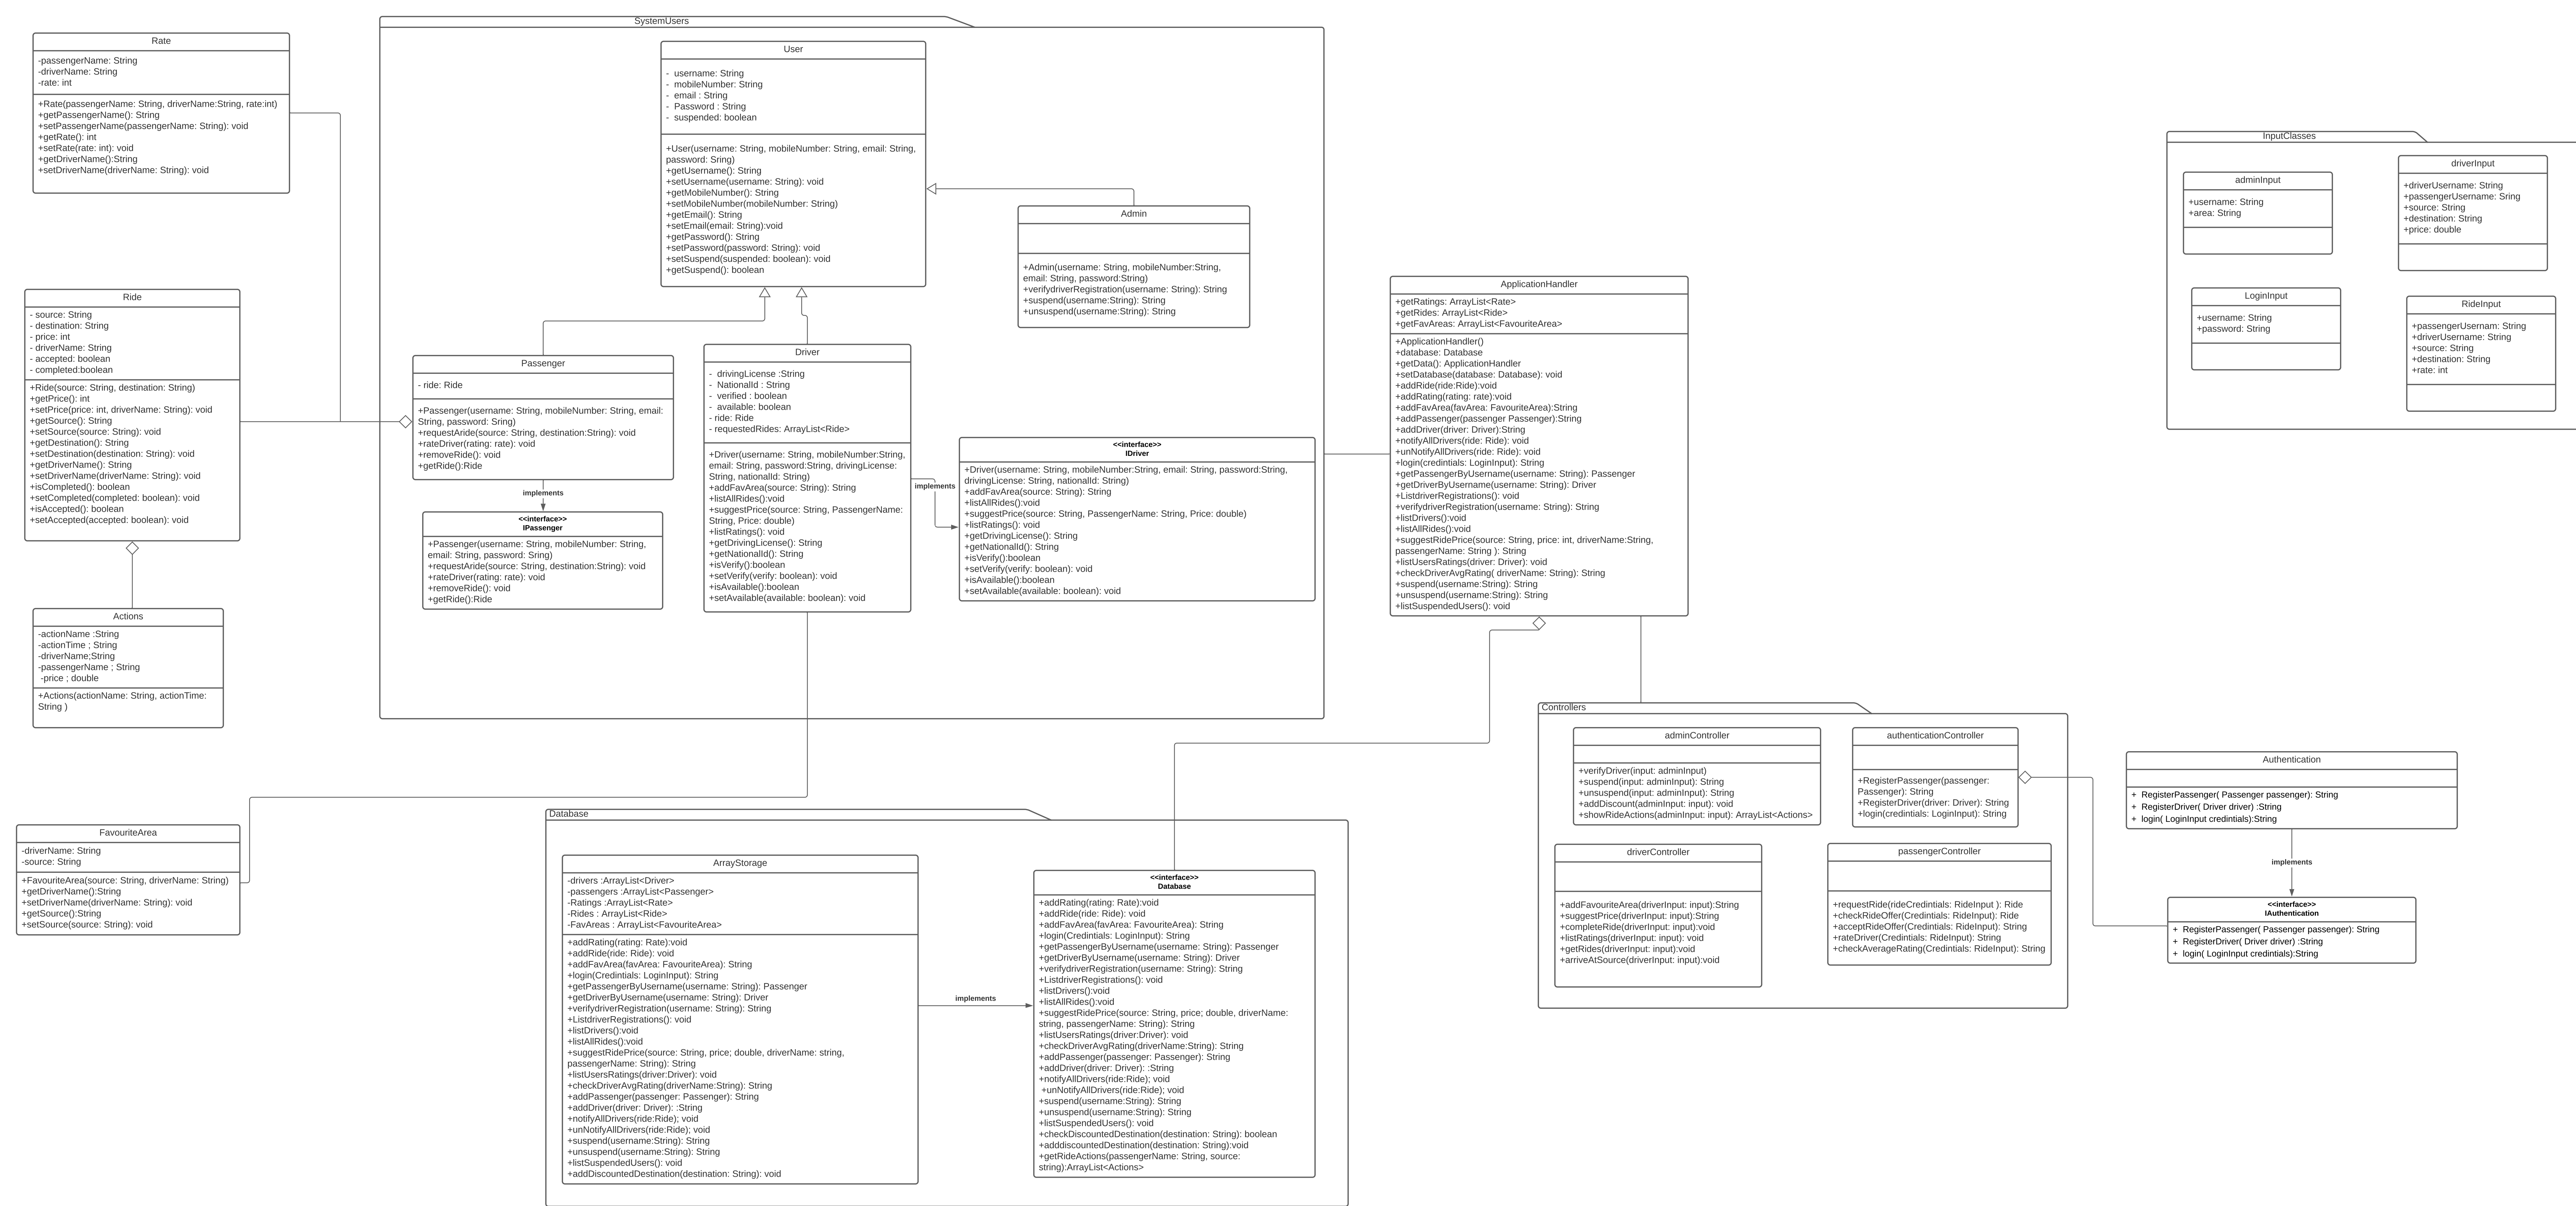 Rate
-passengerName: String
-driverName: String
-rate: int
+Rate(passengerName: String, driverName:String, rate:int)
+getPassengerName(): String
+setPassengerName(passengerName: String): void
+getRate(): int
+setRate(rate: int): void
+getDriverName():String
+setDriverName(driverName: String): void
Ride
- source: String
- destination: String
- price: int
- driverName: String
- accepted: boolean
- completed:boolean
+Ride(source: String, destination: String)
+getPrice(): int
+setPrice(price: int, driverName: String): void
+getSource(): String
+setSource(source: String): void
+getDestination(): String
+setDestination(destination: String): void
+getDriverName(): String
+setDriverName(driverName: String): void
+isCompleted(): boolean
+setCompleted(completed: boolean): void
+isAccepted(): boolean
+setAccepted(accepted: boolean): void
Actions
-actionName :String
-actionTime ; String
-driverName;String
-passengerName ; String
-price ; double
+Actions(actionName: String, actionTime:
String )
FavouriteArea
-driverName: String
-source: String
+FavouriteArea(source: String, driverName: String)
+getDriverName():String
+setDriverName(driverName: String): void
+getSource():String
+setSource(source: String): void
SystemUsers
User
- username: String
- mobileNumber: String
- email : String
- Password : String
- suspended: boolean
+User(username: String, mobileNumber: String, email: String,
password: Sring)
+getUsername(): String
+setUsername(username: String): void
+getMobileNumber(): String
+setMobileNumber(mobileNumber: String)
+getEmail(): String
+setEmail(email: String):void
+getPassword(): String
+setPassword(password: String): void
+setSuspend(suspended: boolean): void
+getSuspend(): boolean
Admin
+Admin(username: String, mobileNumber:String,
email: String, password:String)
+verifydriverRegistration(username: String): String
+suspend(username:String): String
+unsuspend(username:String): String
Passenger
- ride: Ride
+Passenger(username: String, mobileNumber: String, email:
String, password: Sring)
+requestAride(source: String, destination:String): void
+rateDriver(rating: rate): void
+removeRide(): void
+getRide():Ride
implements
<<interface>>
IPassenger
+Passenger(username: String, mobileNumber: String,
email: String, password: Sring)
+requestAride(source: String, destination:String): void
+rateDriver(rating: rate): void
+removeRide(): void
+getRide():Ride
Driver
- drivingLicense :String
- NationalId : String
- verified : boolean
- available: boolean
- ride: Ride
- requestedRides: ArrayList<Ride>
+Driver(username: String, mobileNumber:String,
email: String, password:String, drivingLicense:
String, nationalId: String)
+addFavArea(source: String): String
+listAllRides():void
+suggestPrice(source: String, PassengerName:
String, Price: double)
+listRatings(): void
+getDrivingLicense(): String
+getNationalId(): String
+isVerify():boolean
+setVerify(verify: boolean): void
+isAvailable():boolean
+setAvailable(available: boolean): void
implements
<<interface>>
IDriver
+Driver(username: String, mobileNumber:String, email: String, password:String,
drivingLicense: String, nationalId: String)
+addFavArea(source: String): String
+listAllRides():void
+suggestPrice(source: String, PassengerName: String, Price: double)
+listRatings(): void
+getDrivingLicense(): String
+getNationalId(): String
+isVerify():boolean
+setVerify(verify: boolean): void
+isAvailable():boolean
+setAvailable(available: boolean): void
ApplicationHandler
+getRatings: ArrayList<Rate>
+getRides: ArrayList<Ride>
+getFavAreas: ArrayList<FavouriteArea>
+ApplicationHandler()
+database: Database
+getData(): ApplicationHandler
+setDatabase(database: Database): void
+addRide(ride:Ride):void
+addRating(rating: rate):void
+addFavArea(favArea: FavouriteArea):String
+addPassenger(passenger Passenger):String
+addDriver(driver: Driver):String
+notifyAllDrivers(ride: Ride): void
+unNotifyAllDrivers(ride: Ride): void
+login(credintials: LoginInput): String
+getPassengerByUsername(username: String): Passenger
+getDriverByUsername(username: String): Driver
+ListdriverRegistrations(): void
+verifydriverRegistration(username: String): String
+listDrivers():void
+listAllRides():void
+suggestRidePrice(source: String, price: int, driverName:String,
passengerName: String ): String
+listUsersRatings(driver: Driver): void
+checkDriverAvgRating( driverName: String): String
+suspend(username:String): String
+unsuspend(username:String): String
+listSuspendedUsers(): void
InputClasses
adminInput
+username: String
+area: String
driverInput
+driverUsername: String
+passengerUsername: Sring
+source: String
+destination: String
+price: double
LoginInput
+username: String
+password: String
RideInput
+passengerUsernam: String
+driverUsername: String
+source: String
+destination: String
+rate: int
Database
ArrayStorage
-drivers :ArrayList<Driver>
-passengers :ArrayList<Passenger>
-Ratings :ArrayList<Rate>
-Rides : ArrayList<Ride>
-FavAreas : ArrayList<FavouriteArea>
+addRating(rating: Rate):void
+addRide(ride: Ride): void
+addFavArea(favArea: FavouriteArea): String
+login(Credintials: LoginInput): String
+getPassengerByUsername(username: String): Passenger
+getDriverByUsername(username: String): Driver
+verifydriverRegistration(username: String): String
+ListdriverRegistrations(): void
+listDrivers():void
+listAllRides():void
+suggestRidePrice(source: String, price; double, driverName: string,
passengerName: String): String
+listUsersRatings(driver:Driver): void
+checkDriverAvgRating(driverName:String): String
+addPassenger(passenger: Passenger): String
+addDriver(driver: Driver): :String
+notifyAllDrivers(ride:Ride); void
+unNotifyAllDrivers(ride:Ride); void
+suspend(username:String): String
+unsuspend(username:String): String
+listSuspendedUsers(): void
+addDiscountedDestination(destination: String): void
implements
<<interface>>
Database
+addRating(rating: Rate):void
+addRide(ride: Ride): void
+addFavArea(favArea: FavouriteArea): String
+login(Credintials: LoginInput): String
+getPassengerByUsername(username: String): Passenger
+getDriverByUsername(username: String): Driver
+verifydriverRegistration(username: String): String
+ListdriverRegistrations(): void
+listDrivers():void
+listAllRides():void
+suggestRidePrice(source: String, price; double, driverName:
string, passengerName: String): String
+listUsersRatings(driver:Driver): void
+checkDriverAvgRating(driverName:String): String
+addPassenger(passenger: Passenger): String
+addDriver(driver: Driver): :String
+notifyAllDrivers(ride:Ride); void
+unNotifyAllDrivers(ride:Ride); void
+suspend(username:String): String
+unsuspend(username:String): String
+listSuspendedUsers(): void
+checkDiscountedDestination(destination: String): boolean
+adddiscountedDestination(destination: String):void
+getRideActions(passengerName: String, source:
string):ArrayList<Actions>
Controllers
adminController
+verifyDriver(input: adminInput)
+suspend(input: adminInput): String
+unsuspend(input: adminInput): String
+addDiscount(adminInput: input): void
+showRideActions(adminInput: input): ArrayList<Actions>
authenticationController
+RegisterPassenger(passenger:
Passenger): String
+RegisterDriver(driver: Driver): String
+login(credintials: LoginInput): String
driverController
+addFavouriteArea(driverInput: input):String
+suggestPrice(driverInput: input):String
+completeRide(driverInput: input):void
+listRatings(driverInput: input): void
+getRides(driverInput: input):void
+arriveAtSource(driverInput: input):void
passengerController
+requestRide(rideCredentials: RideInput ): Ride
+checkRideOffer(Credintials: RideInput): Ride
+acceptRideOffer(Credintials: RideInput): String
+rateDriver(Credintials: RideInput): String
+checkAverageRating(Credintials: RideInput): String
Authentication
+ RegisterPassenger( Passenger passenger): String
+ RegisterDriver( Driver driver) :String
+ login( LoginInput credintials):String
implements
<<interface>>
IAuthentication
+ RegisterPassenger( Passenger passenger): String
+ RegisterDriver( Driver driver) :String
+ login( LoginInput credintials):String